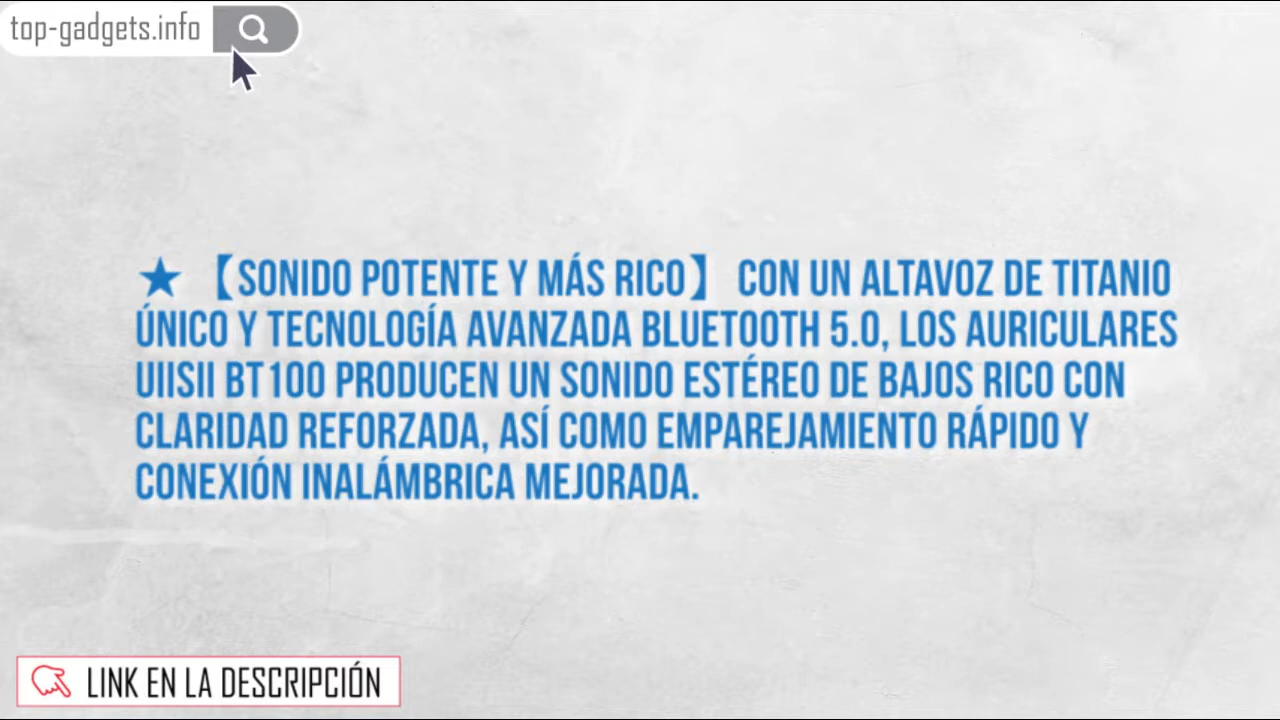 top-gadgets.info
★ 【SONIDO POTENTE Y MÁS RICO】 CON UN ALTAVOZ DE TITANIO
ÚNICO Y TECNOLOGÍA AVANZADA BLUETOOTH 5.0, LOS AURICULARES
UIISII BT100 PRODUCEN UN SONIDO ESTÉREO DE BAJOS RICO CON
CLARIDAD REFORZADA, ASÍ COMO EMPAREJAMIENTO RÁPIDO Y
CONEXIÓN INALÁMBRICA MEJORADA.
LINK EN LA DESCRIPCIÓN